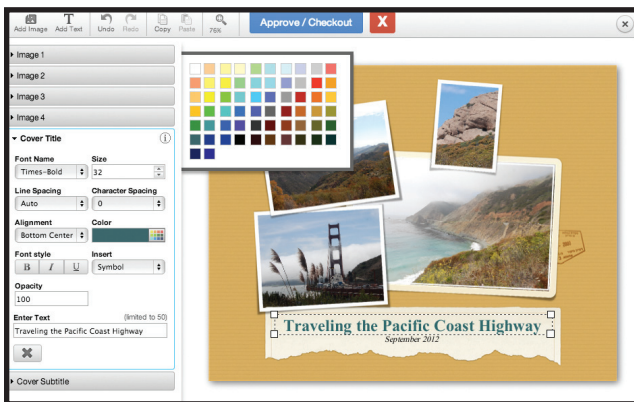 Add Image Add Text Undo Redo Copy Paste 76% Approve / Checkout X
Image 1
Image 2
Image 3
Image 4
Cover Title
Font Name Size
Times-Bold 32
Line Spacing Character Spacing
Auto 0
Alignment Color
Bottom Center
Font style Insert
B I U Symbol
Opacity
100
Enter Text (limited to 50)
Traveling the Pacific Coast Highway
Cover Subtitle
Traveling the Pacific Coast Highway
September 2012